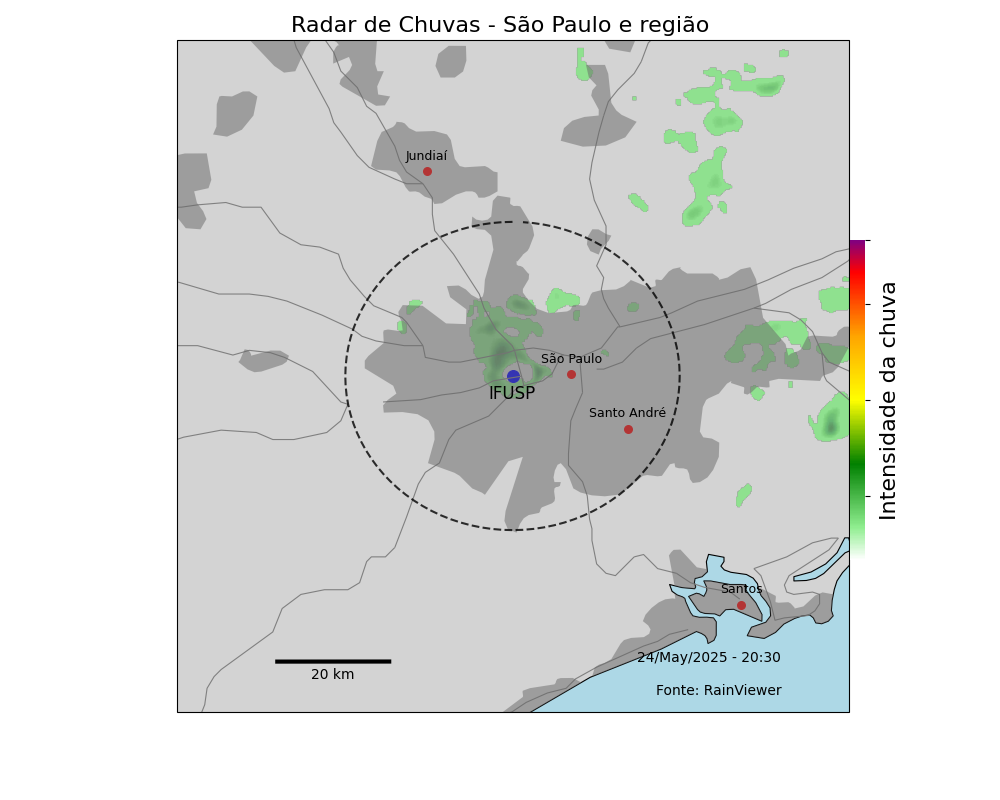 Radar de Chuvas - São Paulo e região
Jundiaí
São Paulo
IFUSP
Santo André
Intensidade da chuva
Santos
24/May/2025 - 20:30
20 km
Fonte: RainViewer